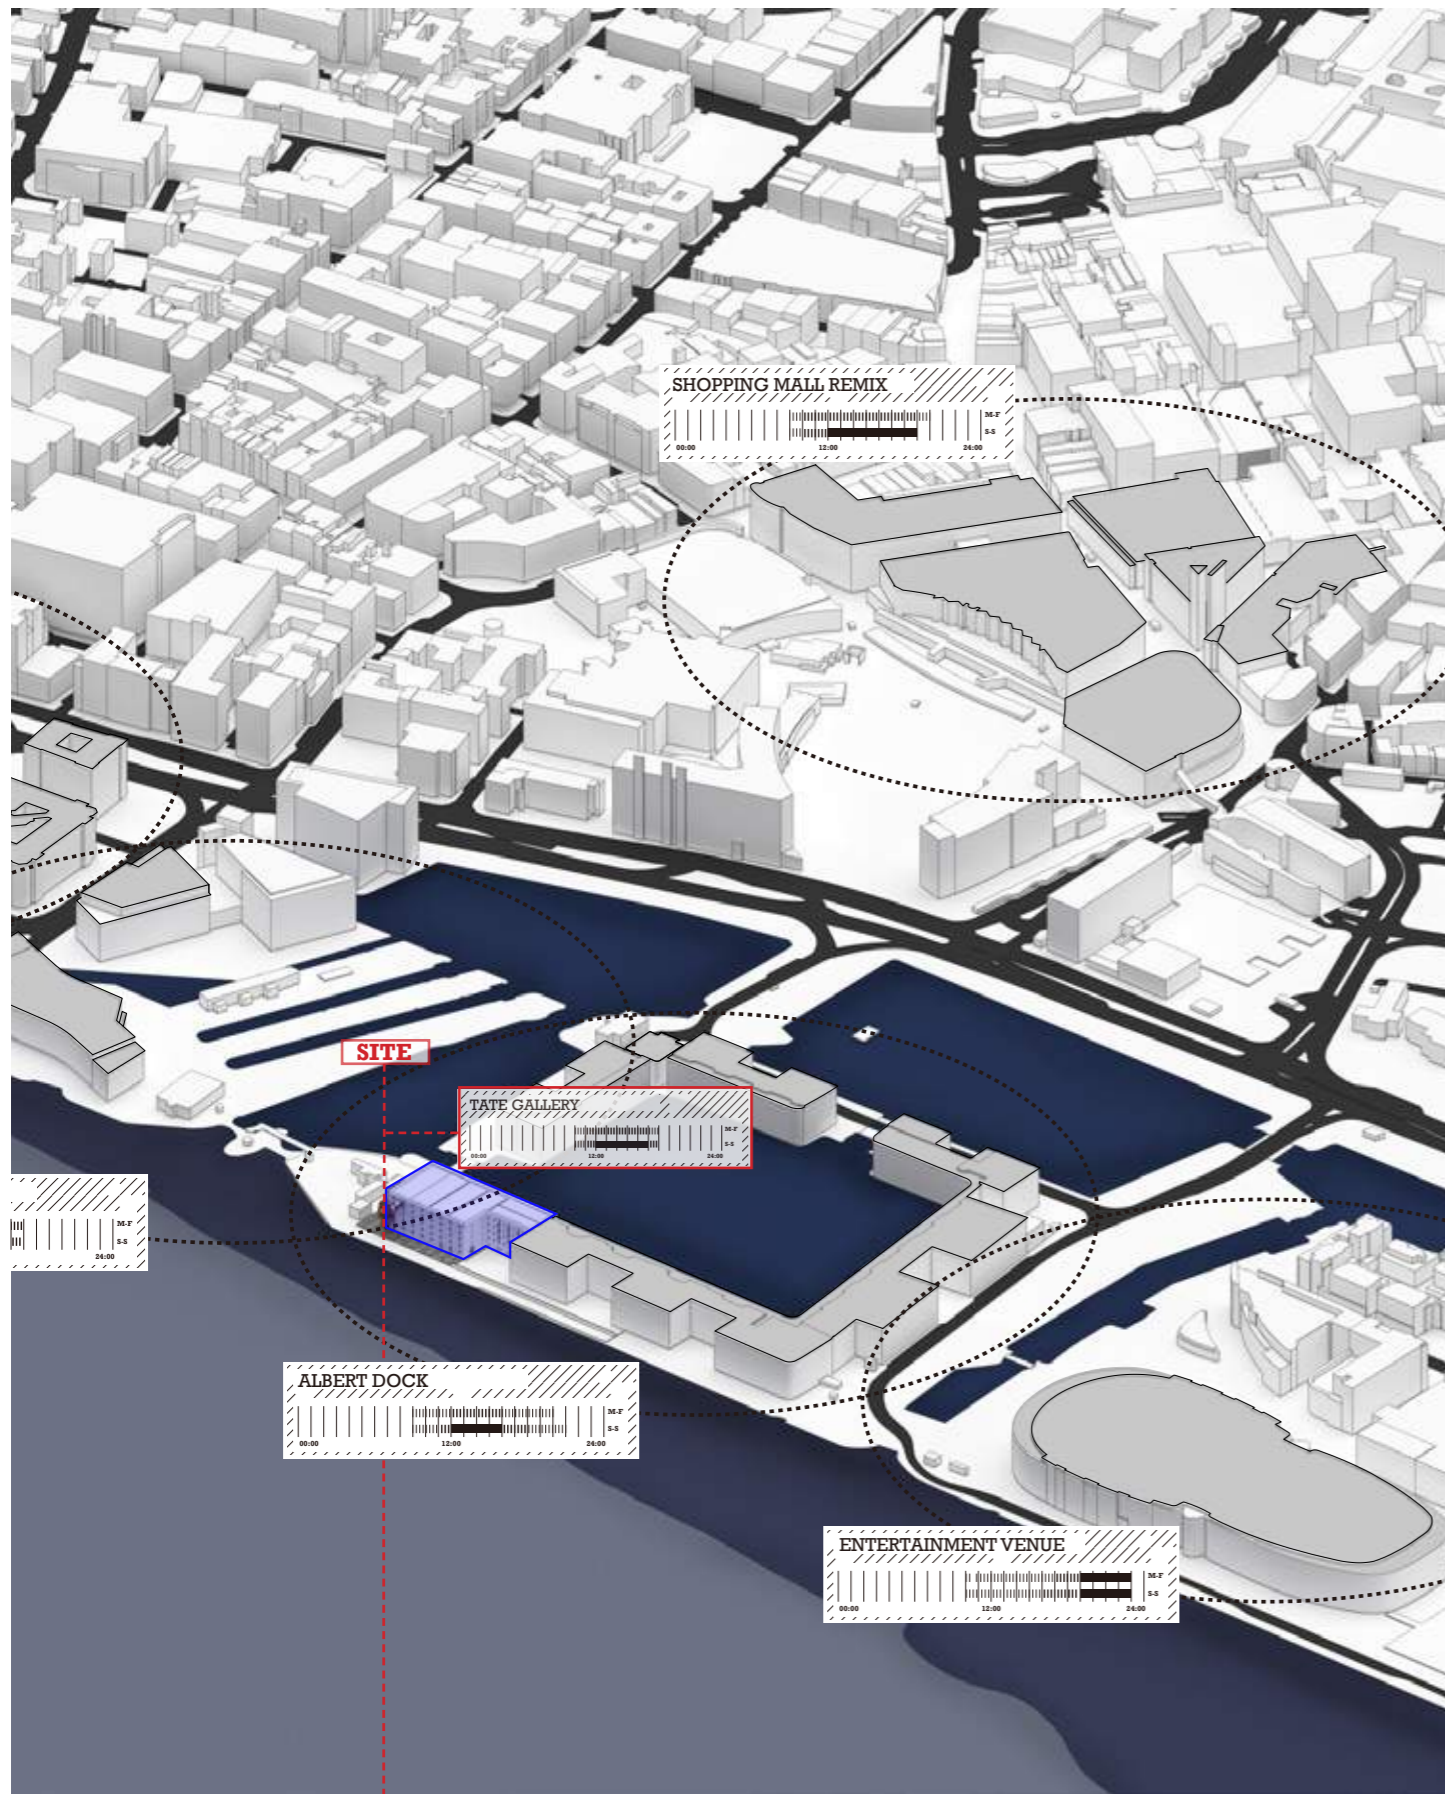 SHOPPING MALL REMIX
M-F
S-S
00:00 12:00 24:00
SITE
TATE GALLERY
M-F
S-S
00:00 12:00 24:00
M-F
S-S
24:00
ALBERT DOCK
M-F
S-S
00:00 12:00 24:00
ENTERTAINMENT VENUE
M-F
S-S
00:00 12:00 24:00